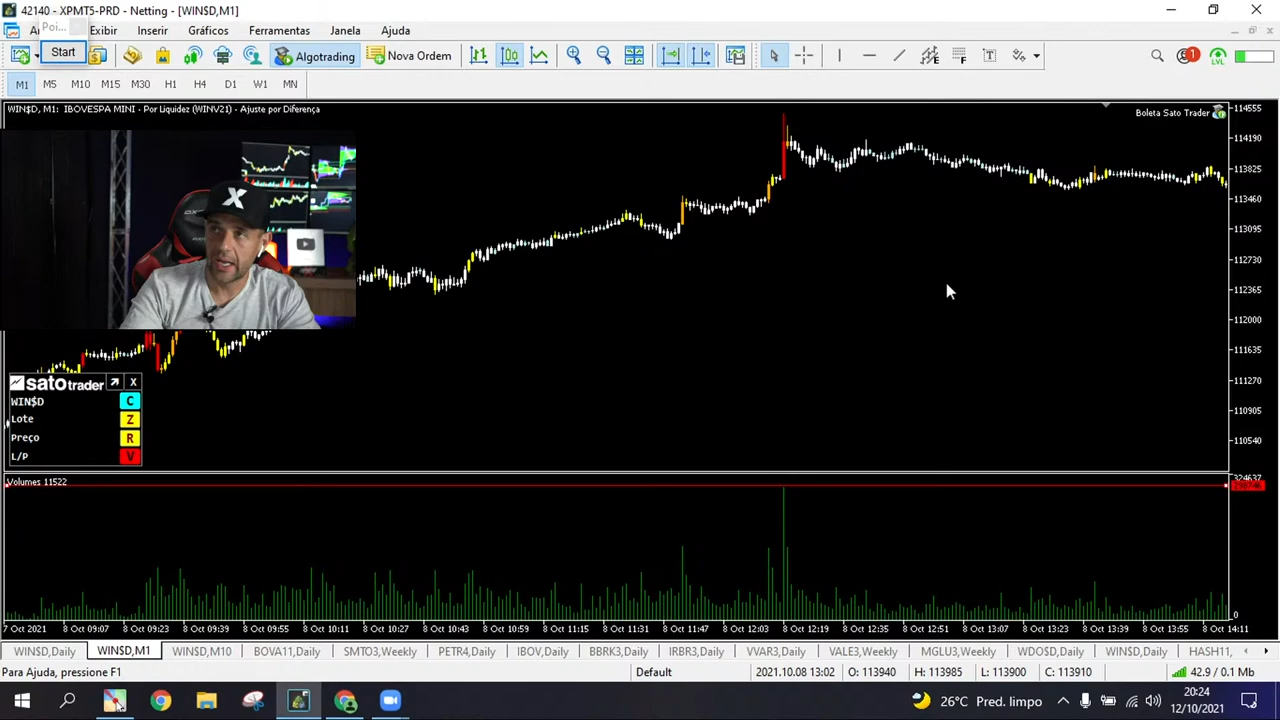 42140 - XPMT5-PRD - Netting - [WIN$D,M1]
Poi...
Exibir Inserir Gráficos Ferramentas Janela Ajuda
Start
Algotrading Nova Ordem
LVL
1
M1 M5 M10 M15 M30 H1 H4 D1 W1 MN
WIN$D, M1: IBOVESPA MINI - Por Liquidez (WINV21) - Ajuste por Diferença
Boleta Sato Trader
114555
114190
113825
113460
113095
112730
112365
112000
111635
111270
110905
110540
X
sato trader X
WIN$D C
Lote Z
Preço R
L/P V
Volumes 11522
324637
0
7 Oct 2021 8 Oct 09:07 8 Oct 09:23 8 Oct 09:39 8 Oct 09:55 8 Oct 10:11 8 Oct 10:27 8 Oct 10:43 8 Oct 10:59 8 Oct 11:15 8 Oct 11:31 8 Oct 11:47 8 Oct 12:03 8 Oct 12:19 8 Oct 12:35 8 Oct 12:51 8 Oct 13:07 8 Oct 13:23 8 Oct 13:39 8 Oct 13:55 8 Oct 14:11
WIN$D,Daily WIN$D,M1 WIN$D,M10 BOVA11,Daily SMTO3,Weekly PETR4,Daily IBOV,Daily BBRK3,Daily IRBR3,Daily VVAR3,Daily VALE3,Weekly MGLU3,Weekly WDO$D,Daily WIN$D,Daily HASH11,
Para Ajuda, pressione F1 Default 2021.10.08 13:02 O: 113940 H: 113985 L: 113900 C: 113910 42.9 / 0.1 Mb
26°C Pred. limpo
20:24
12/10/2021